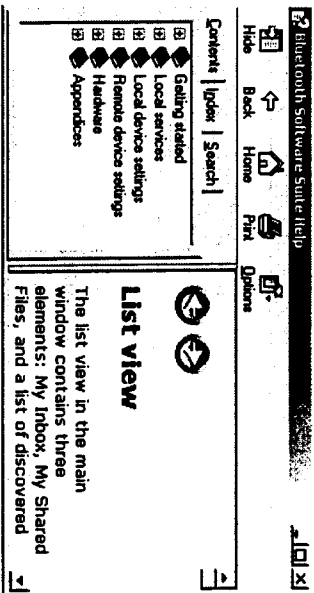 Bluetooth Software Suite Help
Hide Back Home Print Options
Contents Index Search
Getting started
Local services
Local device settings
Remote device settings
Hardware
Appendices
List view
The list view in the main
window contains three
elements: My Inbox, My Shared
Files, and a list of discovered